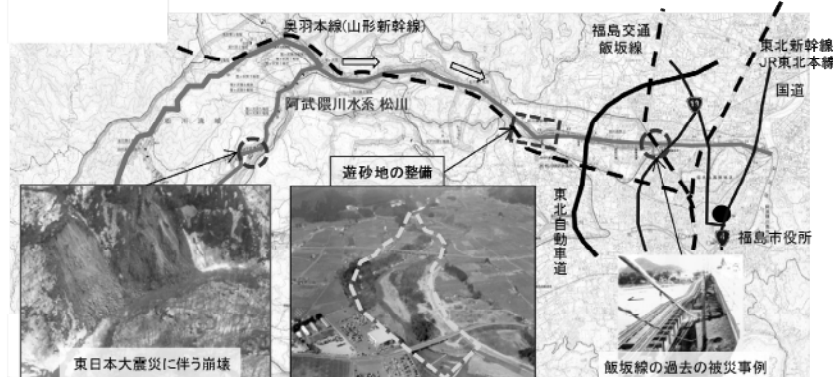 奥羽本線(山形新幹線)
福島交通
飯坂線
東北新幹線
JR東北本線
国道
阿武隈川水系 松川
遊砂地の整備
東北自動車道
福島市役所
東日本大震災に伴う崩壊
飯坂線の過去の被災事例